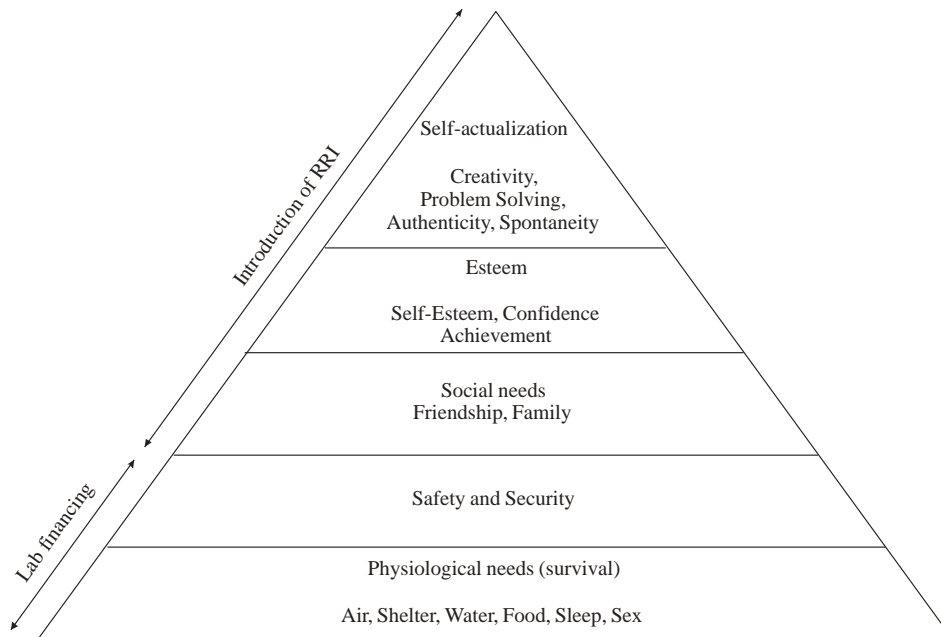 Introduction of RRI
Lab financing
Self-actualization
Creativity,
Problem Solving,
Authenticity, Spontaneity
Esteem
Self-Esteem, Confidence
Achievement
Social needs
Friendship, Family
Safety and Security
Physiological needs (survival)
Air, Shelter, Water, Food, Sleep, Sex